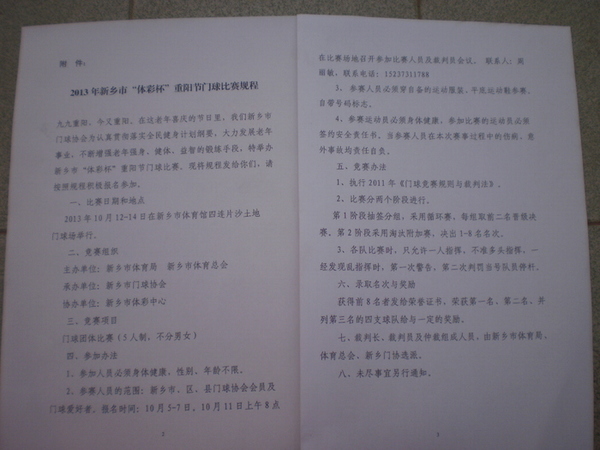 附 件:
2013年新乡市“体彩杯”重阳节门球比赛规程
九九重阳,今又重阳。在这老年喜庆的节日里,我们新乡市
门球协会为认真贯彻落实全民健身计划纲要,大力发展老年
事业,不断增强老年强身、健体、益智的锻炼手段,特举办
新乡市“体彩杯”重阳节门球比赛。现将规程发给你们,请
按照规程积极报名参加。
一、比赛日期和地点
2013年10月12-14日在新乡市体育馆四连片沙土地
门球场举行。
二、竞赛组织
主办单位:新乡市体育局 新乡市体育总会
承办单位:新乡市门球协会
协办单位:新乡市体彩中心
三、竞赛项目
门球团体比赛(5人制,不分男女)
四、参加办法
1、参加人员必须身体健康,性别、年龄不限。
2、参赛人员的范围:新乡市、区、县门球协会会员及
门球爱好者。报名时间:10月5-7日。10月11日上午8点
在比赛场地召开参加比赛人员及裁判员会议。 联系人:周
丽敏,联系电话:15237311788
3、参赛人员必须穿自备的运动服装、平底运动鞋参赛。
自带号码标志。
4、参赛运动员必须身体健康。参加比赛的运动员必须
签约安全责任书。当参赛人员在本次赛事过程中的伤病,意
外事故均责任自负。
五、竞赛办法
1、执行2011年《门球竞赛规则与裁判法》。
2、比赛分两个阶段进行。
第1阶段抽签分组,采用循环赛,每组取前二名晋级决
赛。第2阶段采用淘汰附加赛,决出1-8名名次。
3、各队比赛时,只允许一人指挥,不准多头指挥,一
经发现乱指挥时,第一次警告,第二次判罚当号队员停杆。
六、录取名次与奖励
获得前8名者发给荣誉证书,荣获第一名、第二名,并
列第三名的四支球队给与一定的奖励。
七、裁判长、裁判员及仲裁组成人员,由新乡市体育局、
体育总会、新乡门协选派。
八、未尽事宜另行通知。